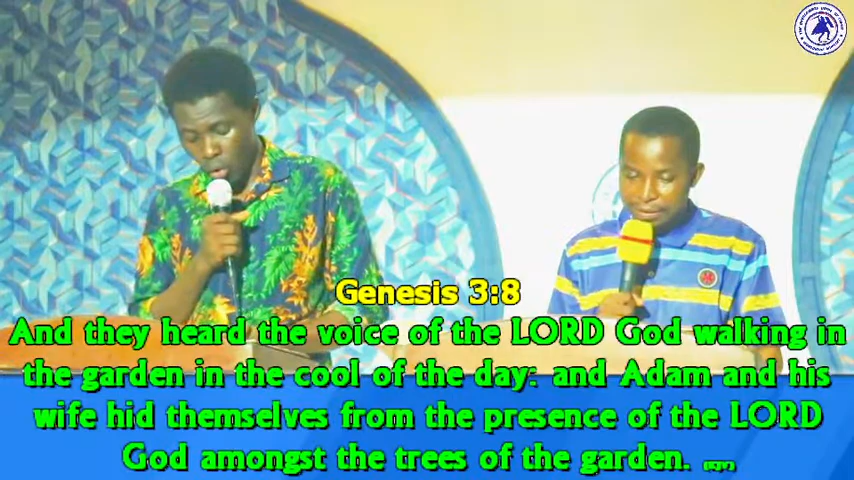 Genesis 3:8
And they heard the voice of the LORD God walking in
the garden in the cool of the day: and Adam and his
wife hid themselves from the presence of the LORD
God amongst the trees of the garden. (KJV)